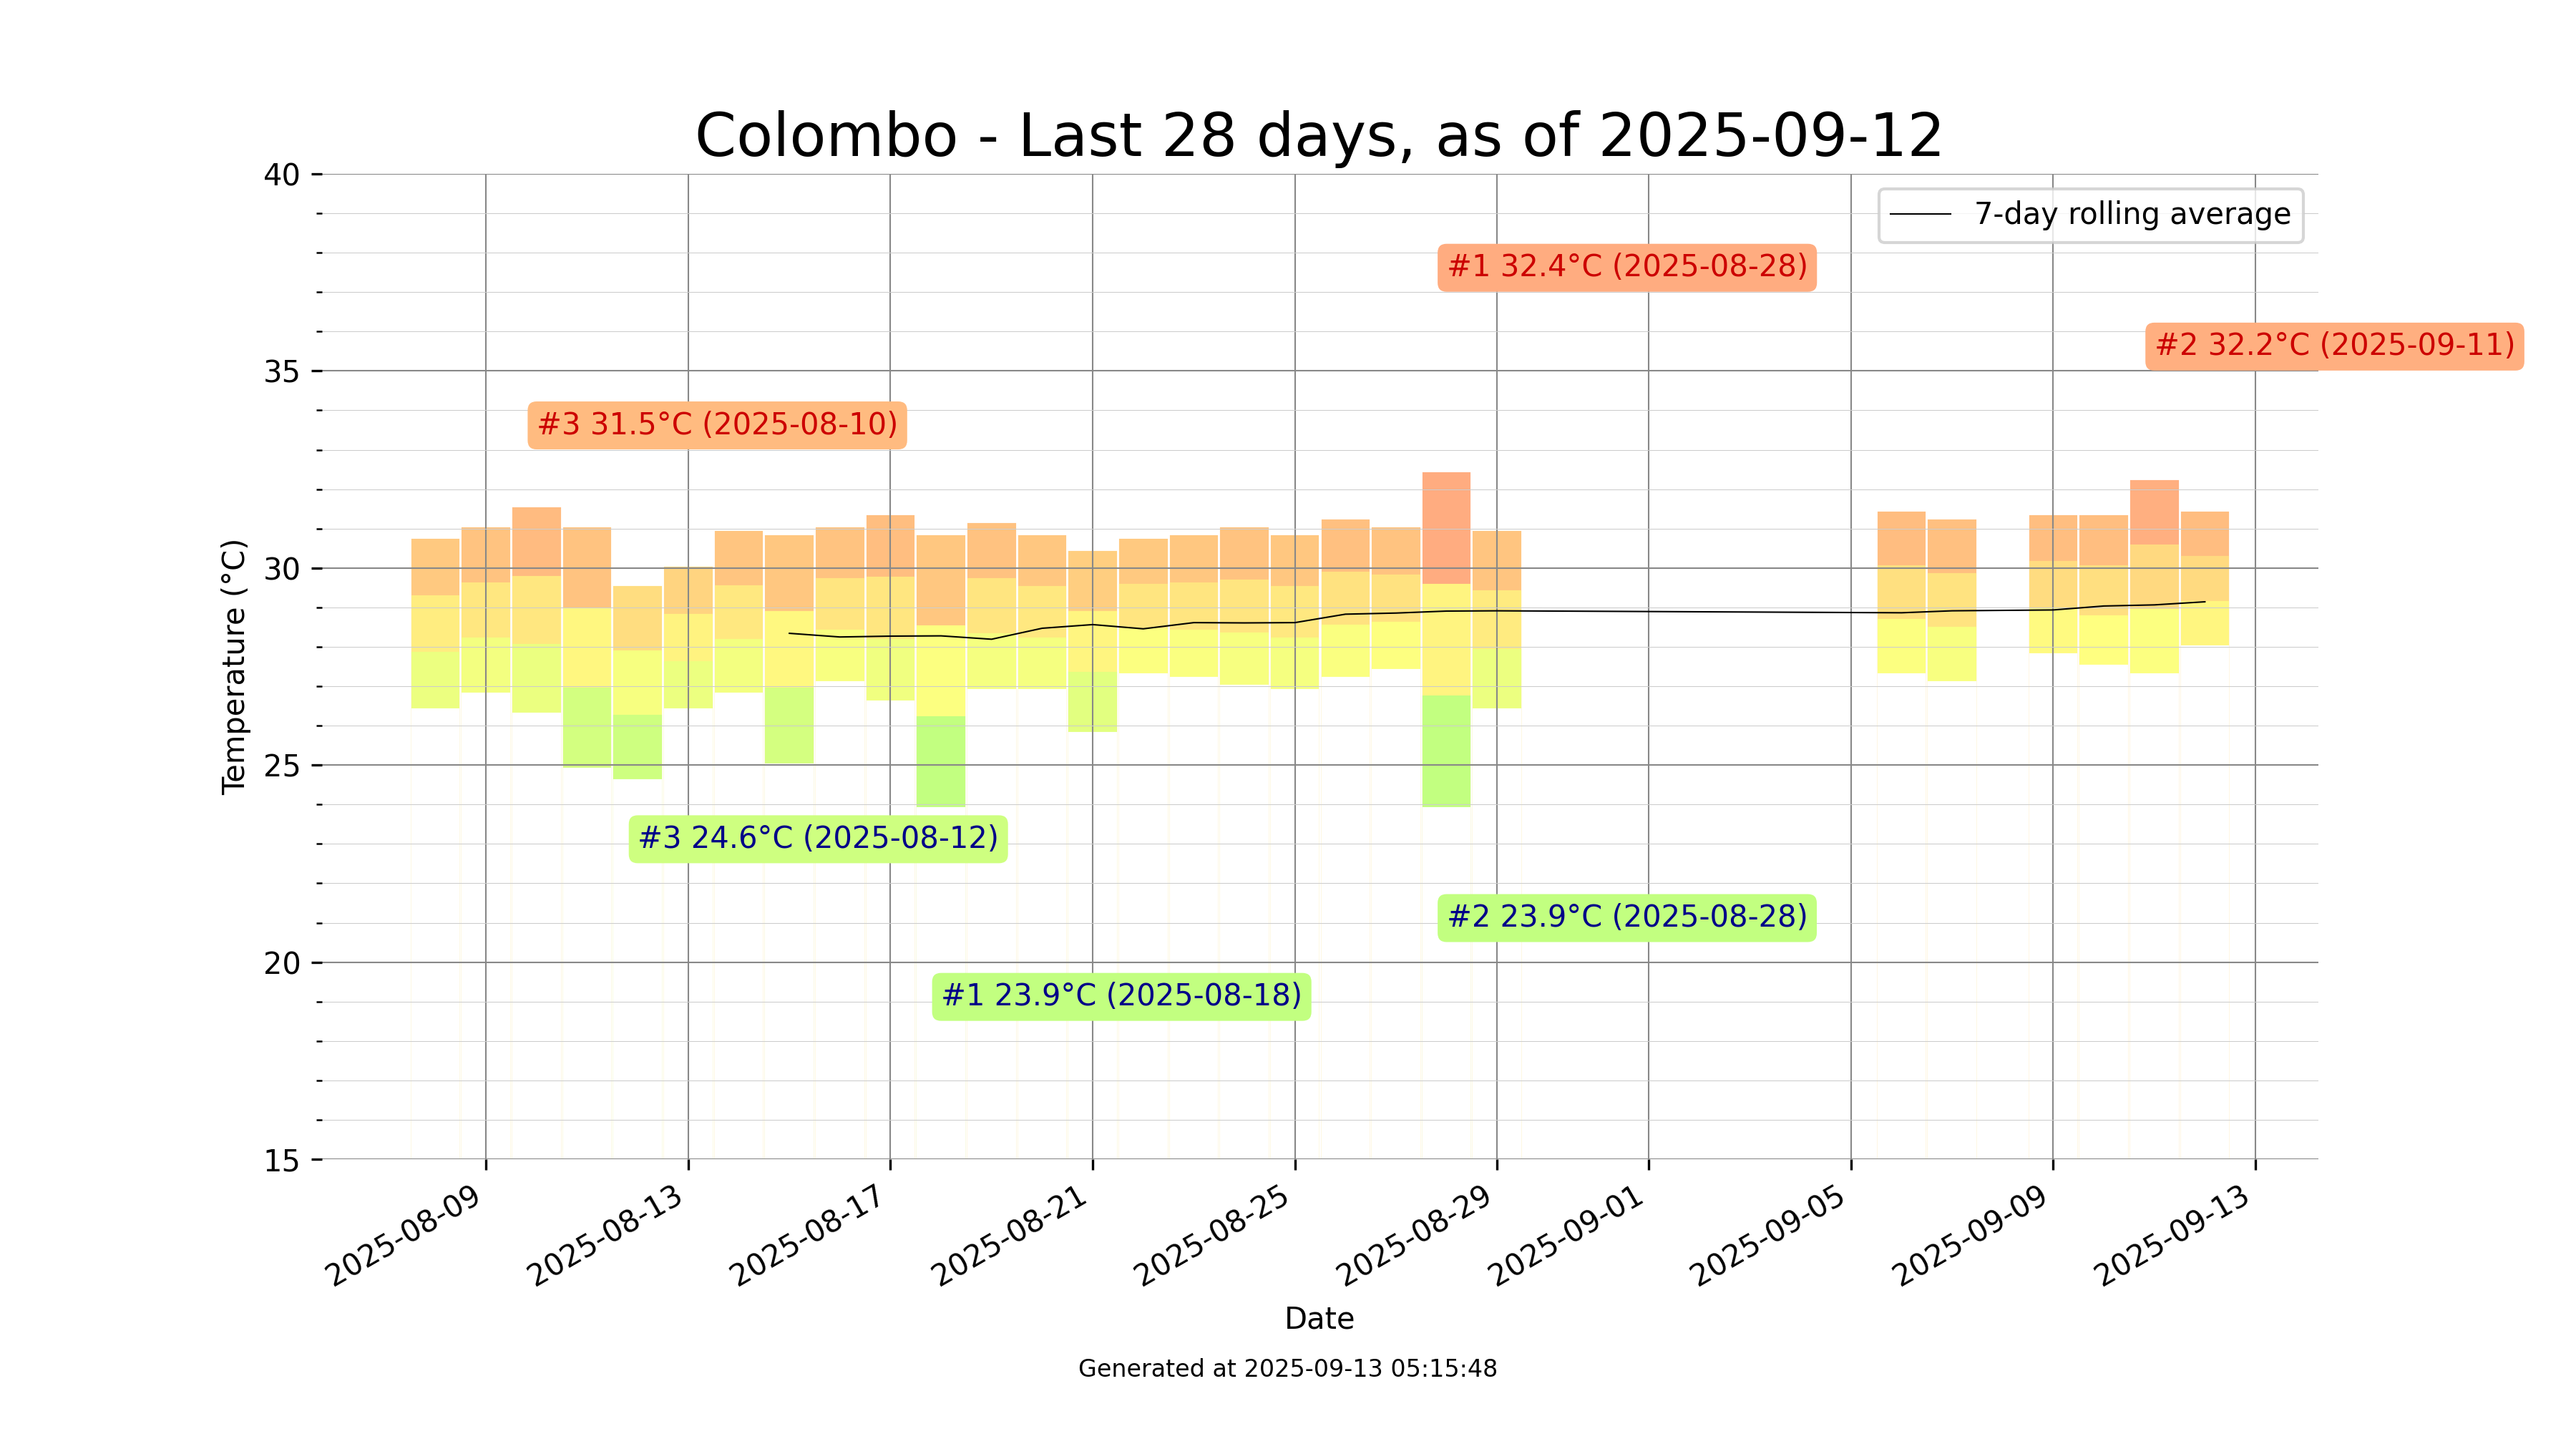 Colombo - Last 28 days, as of 2025-09-12
40
7-day rolling average
#1 32.4°C (2025-08-28)
#2 32.2°C (2025-09-11)
35
#3 31.5°C (2025-08-10)
30
Temperature (°C)
25
#3 24.6°C (2025-08-12)
#2 23.9°C (2025-08-28)
20
#1 23.9°C (2025-08-18)
15
2025-08-09
2025-08-13
2025-08-17
2025-08-21
2025-08-25
2025-08-29
2025-09-01
2025-09-05
2025-09-09
2025-09-13
Date
Generated at 2025-09-13 05:15:48